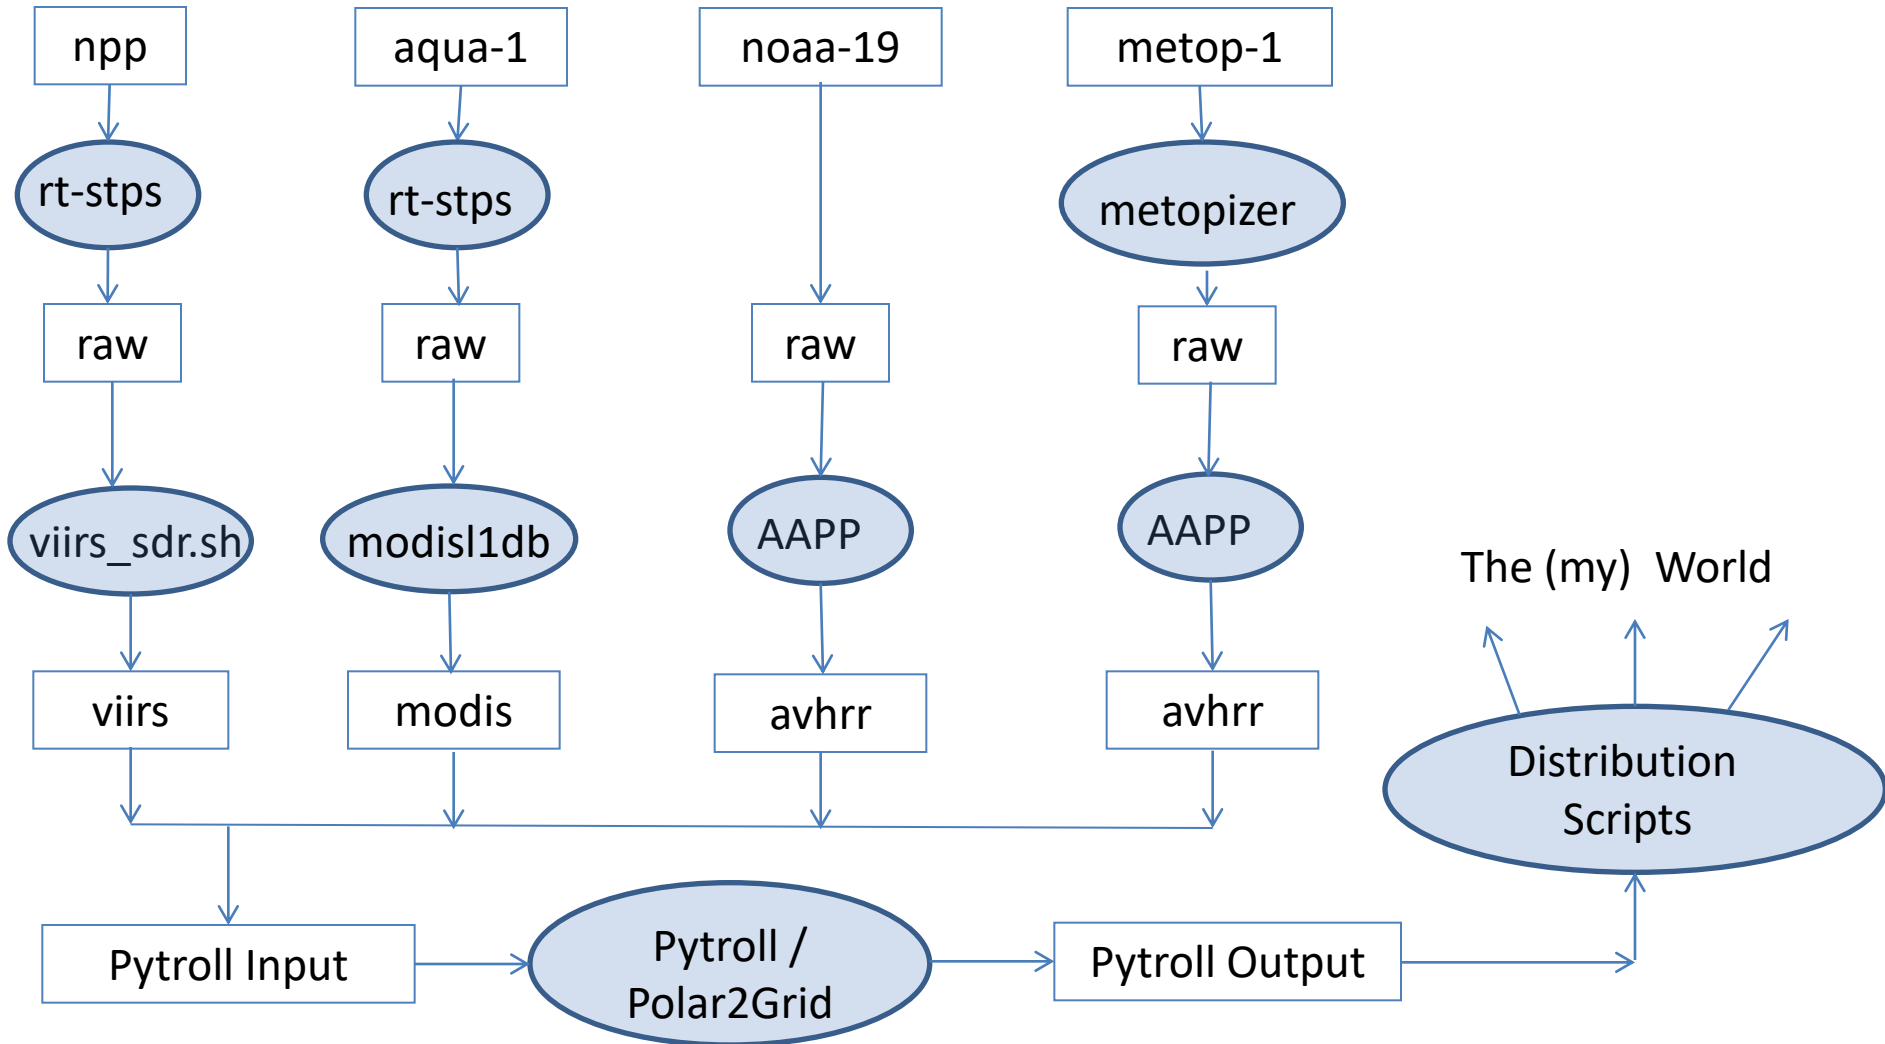 npp
aqua-1
noaa-19
metop-1
rt-stps
rt-stps
metopizer
raw
raw
raw
raw
viirs_sdr.sh
modisl1db
AAPP
AAPP
The (my)  World
viirs
modis
avhrr
avhrr
Distribution
Scripts
Pytroll Input
Pytroll /
Polar2Grid
Pytroll Output